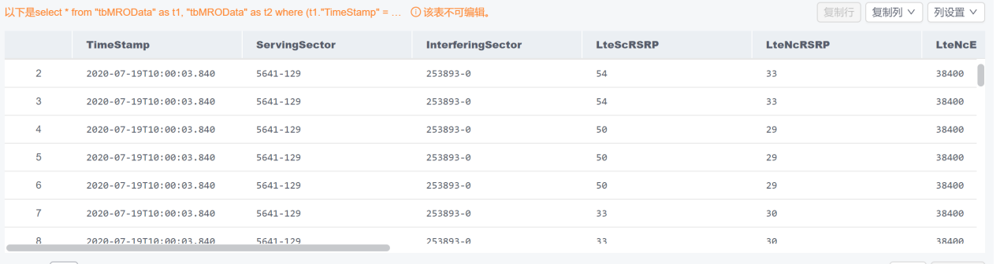 以下是select * from "tbMROData" as t1, "tbMROData" as t2 where (t1."TimeStamp" = ... 该表不可编辑。 复制行 复制列 列设置
TimeStamp ServingSector InterferingSector LteScRSRP LteNcRSRP LteNcE
2 2020-07-19T10:00:03.840 5641-129 253893-0 54 33 38400
3 2020-07-19T10:00:03.840 5641-129 253893-0 54 33 38400
4 2020-07-19T10:00:03.840 5641-129 253893-0 50 29 38400
5 2020-07-19T10:00:03.840 5641-129 253893-0 50 29 38400
6 2020-07-19T10:00:03.840 5641-129 253893-0 50 29 38400
7 2020-07-19T10:00:03.840 5641-129 253893-0 33 30 38400
8 2020-07-19T10:00:03.840 5641-129 253893-0 33 30 38400